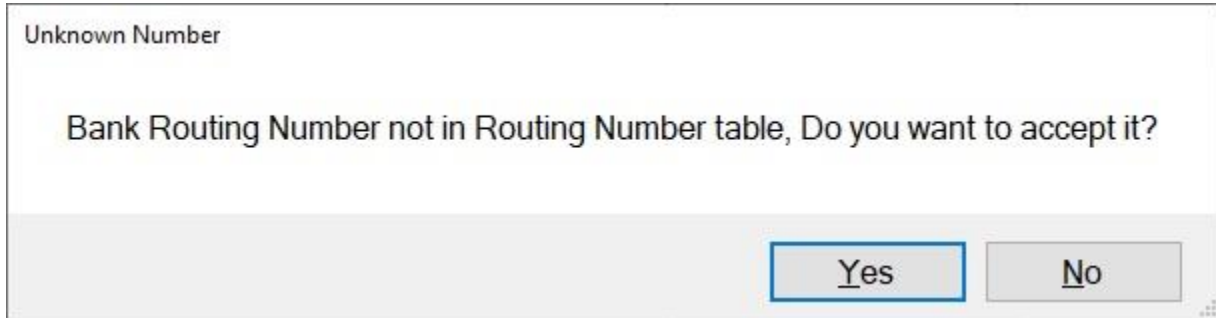 Unknown Number
Bank Routing Number not in Routing Number table, Do you want to accept it?
Yes No